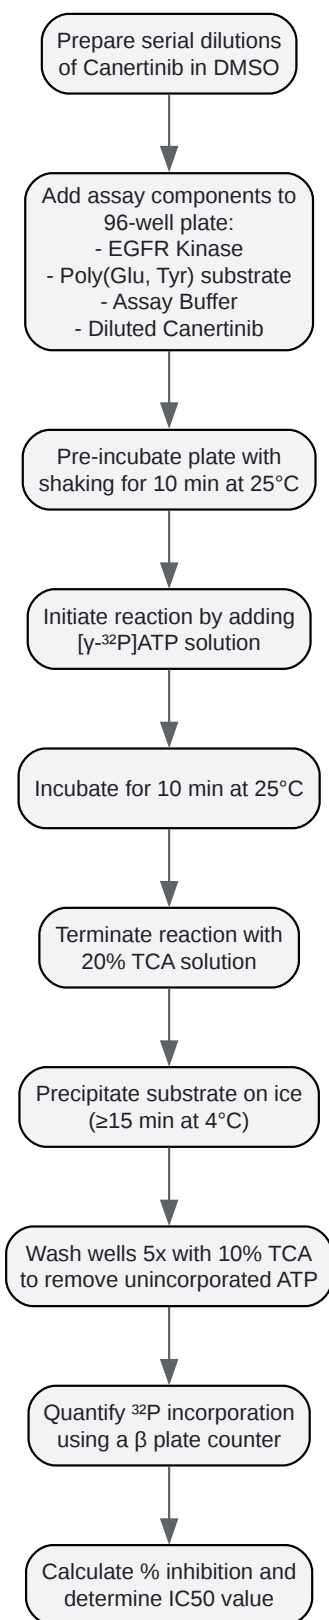 Prepare serial dilutions
of Canertinib in DMSO
Add assay components to
96-well plate:
- EGFR Kinase
- Poly(Glu, Tyr) substrate
- Assay Buffer
- Diluted Canertinib
Pre-incubate plate with
shaking for 10 min at 25°C
Initiate reaction by adding
[γ-³²P]ATP solution
Incubate for 10 min at 25°C
Terminate reaction with
20% TCA solution
Precipitate substrate on ice
(≥15 min at 4°C)
Wash wells 5x with 10% TCA
to remove unincorporated ATP
Quantify ³²P incorporation
using a β plate counter
Calculate % inhibition and
determine IC50 value